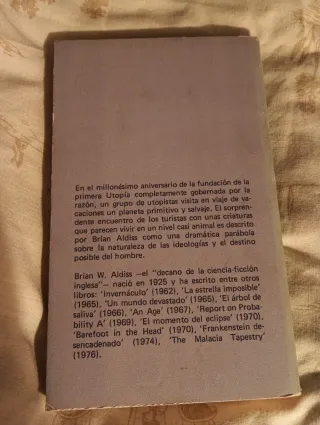 En el millonésimo aniversario de la fundación de la
primera Utopía completamente gobernada por la
razón, un grupo de utopistas visita en viaje de va-
caciones un planeta primitivo y salvaje. El sorpren-
dente encuentro de los turistas con unas criaturas
que parecen vivir en un nivel casi animal es descrito
por Brian Aldiss como una dramática parábola
sobre la naturaleza de las ideologías y el destino
posible del hombre.
Brian W. Aldiss —el "decano de la ciencia-ficción
inglesa"— nació en 1925 y ha escrito entre otros
libros: 'Invernáculo' (1962), 'La estrella imposible'
(1965), 'Un mundo devastado' (1965), 'El árbol de
saliva' (1966), 'An Age' (1967), 'Report on Proba-
bility A' (1969), 'El momento del eclipse' (1970),
'Barefoot in the Head' (1970), 'Frankenstein de-
sencadenado' (1974), 'The Malacia Tapestry'
(1976).